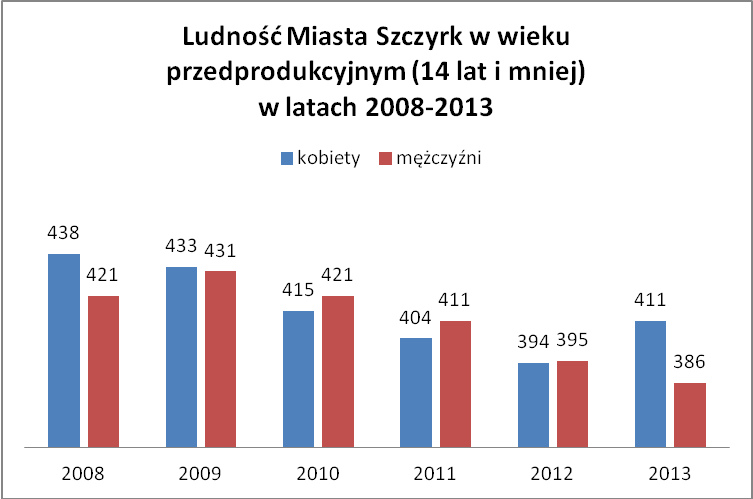 Ludność Miasta Szczyrk w wieku
przedprodukcyjnym (14 lat i mniej)
w latach 2008-2013
kobiety mężczyźni
438 421 433 431 415 421 404 411 394 395 411 386
2008 2009 2010 2011 2012 2013